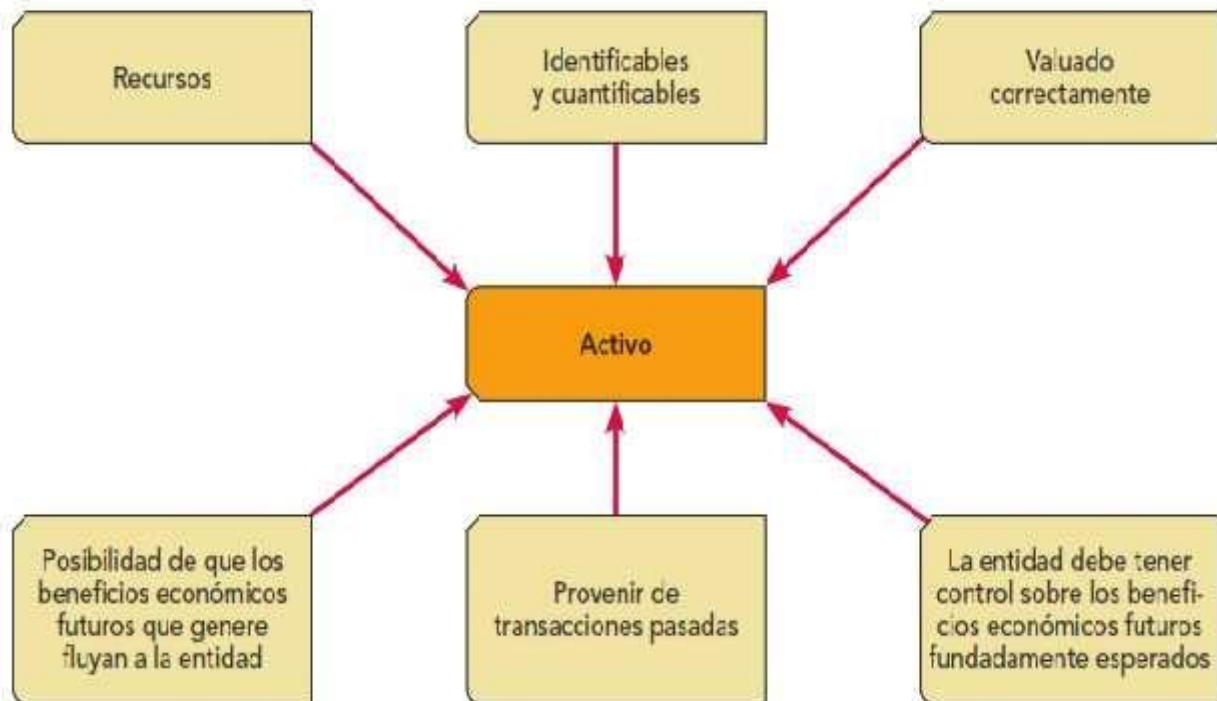 Recursos
Identificables
y cuantificables
Valuado
correctamente
Activo
Posibilidad de que los
beneficios económicos
futuros que genere
fluyan a la entidad
Provenir de
transacciones pasadas
La entidad debe tener
control sobre los benefi-
cios económicos futuros
fundadamente esperados